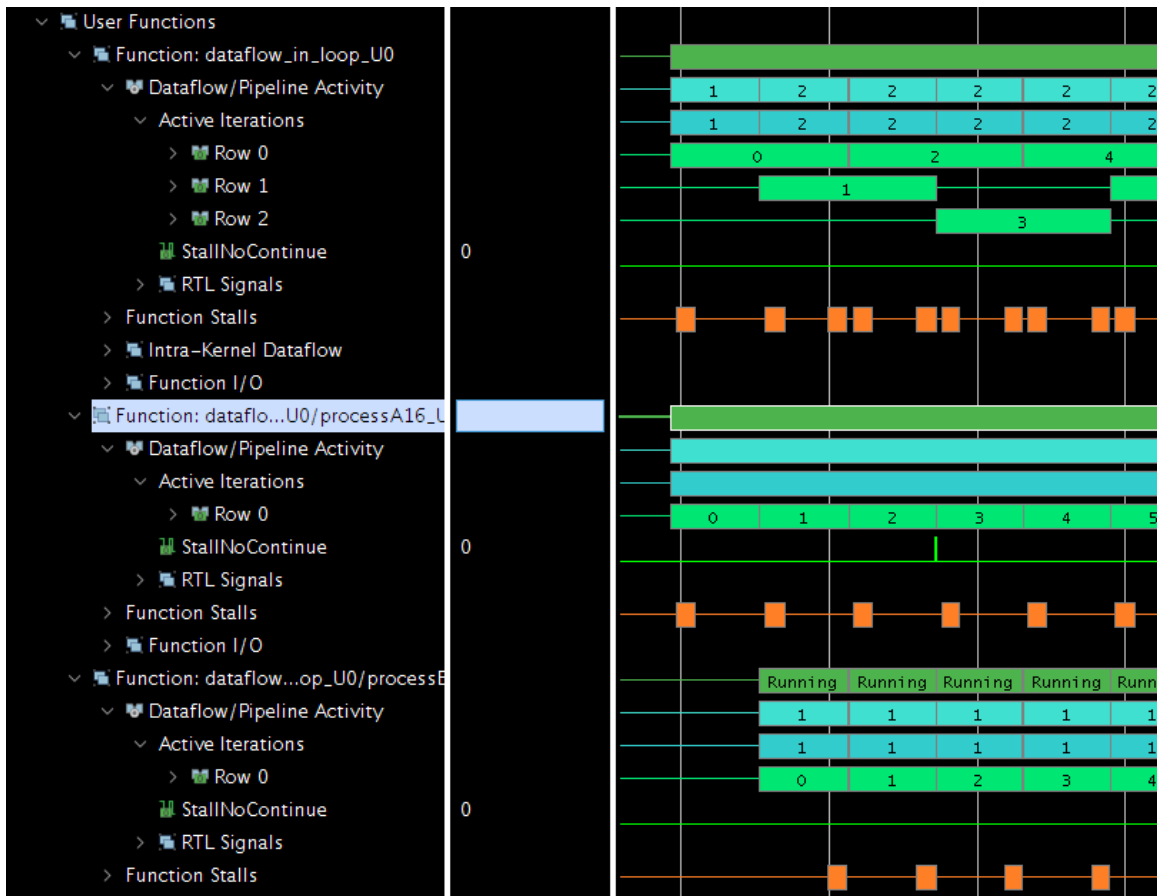 User Functions
Function: dataflow_in_loop_U0
Dataflow/Pipeline Activity 1 2 2 2 2 2
Active Iterations 1 2 2 2 2 2
Row 0 0 2 4
Row 1 1
Row 2 3
StallNoContinue 0
RTL Signals
Function Stalls
Intra-Kernel Dataflow
Function I/O
Function: dataflo...U0/processA16_U
Dataflow/Pipeline Activity
Active Iterations
Row 0 0 1 2 3 4 5
StallNoContinue 0
RTL Signals
Function Stalls
Function I/O
Function: dataflow...op_U0/processB Running Running Running Running Runn
Dataflow/Pipeline Activity 1 1 1 1 1
Active Iterations 1 1 1 1 1
Row 0 0 1 2 3 4
StallNoContinue 0
RTL Signals
Function Stalls